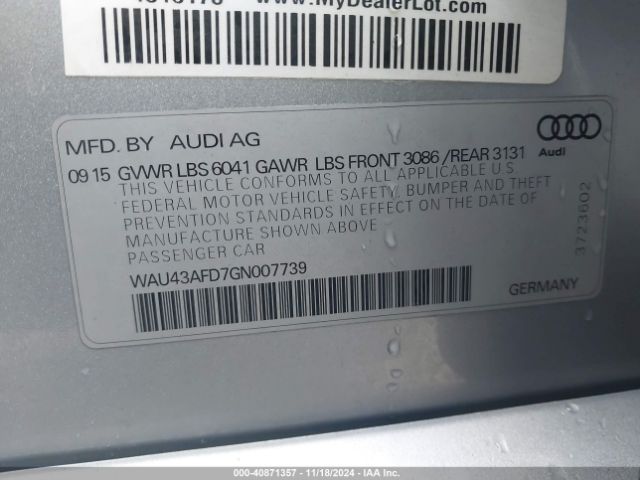 www.MyDealerLot.com
MFD. BY AUDI AG
Audi
09 15 GVWR LBS 6041 GAWR LBS FRONT 3086 /REAR 3131
THIS VEHICLE CONFORMS TO ALL APPLICABLE U.S.
FEDERAL MOTOR VEHICLE SAFETY, BUMPER AND THEFT
PREVENTION STANDARDS IN EFFECT ON THE DATE OF
MANUFACTURE SHOWN ABOVE
PASSENGER CAR
3723602
WAU43AFD7GN007739
GERMANY
000-40871357 - 11/18/2024 - IAA Inc.